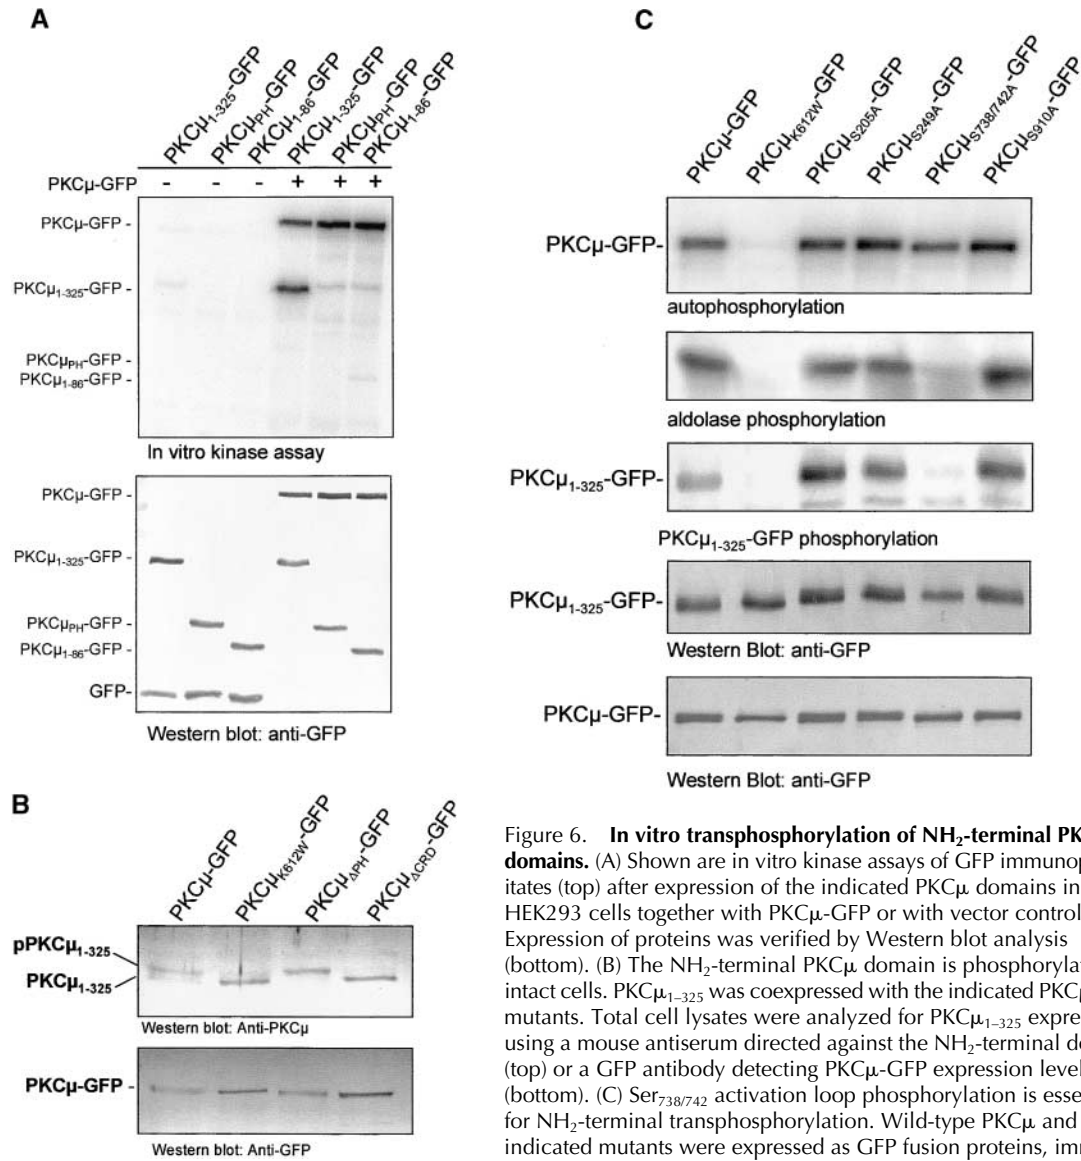 A
PKCμ1-325-GFP
PKCμPH-GFP
PKCμ1-86-GFP
PKCμ1-325-GFP
PKCμPH-GFP
PKCμ1-86-GFP
PKCμ-GFP - - - + + +
PKCμ-GFP -
PKCμ1-325-GFP -
PKCμPH-GFP -
PKCμ1-86-GFP -
In vitro kinase assay
PKCμ-GFP -
PKCμ1-325-GFP -
PKCμPH-GFP -
PKCμ1-86-GFP -
GFP-
Western blot: anti-GFP
B
PKCμ-GFP
PKCμK612W-GFP
PKCμΔPH-GFP
PKCμΔCRD-GFP
pPKCμ1-325
PKCμ1-325
Western blot: Anti-PKCμ
PKCμ-GFP -
Western blot: Anti-GFP
C
PKCμ-GFP
PKCμK612W-GFP
PKCμS205A-GFP
PKCμS249A-GFP
PKCμS738/742A-GFP
PKCμS910A-GFP
PKCμ-GFP-
autophosphorylation
aldolase phosphorylation
PKCμ1-325-GFP-
PKCμ1-325-GFP phosphorylation
PKCμ1-325-GFP-
Western Blot: anti-GFP
PKCμ-GFP-
Western Blot: anti-GFP
Figure 6. In vitro transphosphorylation of NH2-terminal PK
domains. (A) Shown are in vitro kinase assays of GFP immunop
itates (top) after expression of the indicated PKCμ domains in
HEK293 cells together with PKCμ-GFP or with vector control
Expression of proteins was verified by Western blot analysis
(bottom). (B) The NH2-terminal PKCμ domain is phosphorylat
intact cells. PKCμ1–325 was coexpressed with the indicated PKCμ
mutants. Total cell lysates were analyzed for PKCμ1–325 expre
using a mouse antiserum directed against the NH2-terminal do
(top) or a GFP antibody detecting PKCμ-GFP expression level
(bottom). (C) Ser738/742 activation loop phosphorylation is esse
for NH2-terminal transphosphorylation. Wild-type PKCμ and
indicated mutants were expressed as GFP fusion proteins, imm